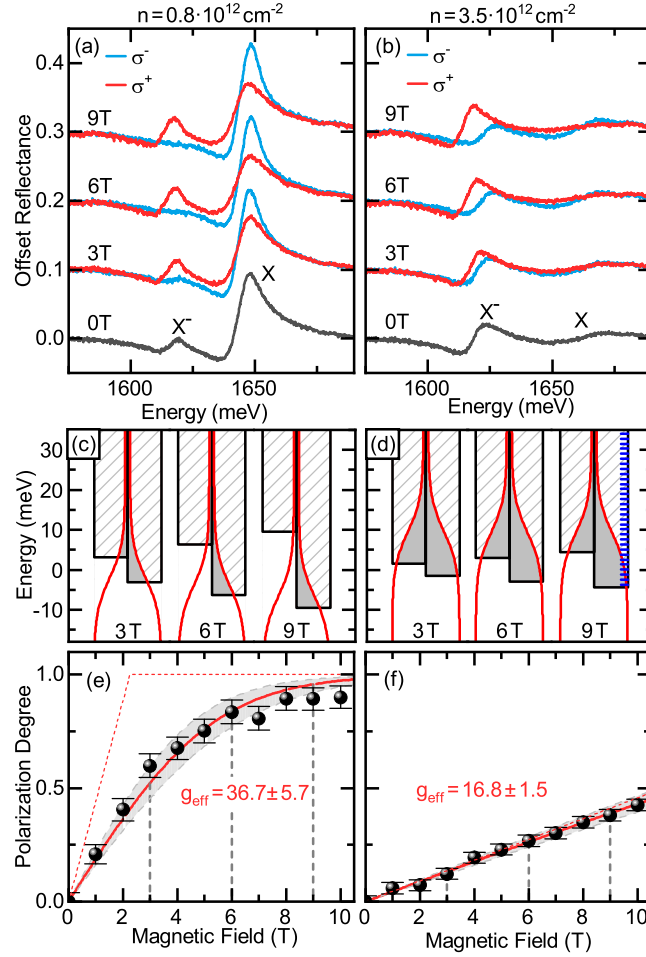 n = 0.8·10¹²cm⁻²
n = 3.5·10¹²cm⁻²
(a)
σ⁻
σ⁺
9T
6T
3T
0T
X⁻
X
0.4
0.3
0.2
0.1
0.0
Offset Reflectance
1600
1650
Energy (meV)
(b)
σ⁻
σ⁺
9T
6T
3T
0T
X⁻
X
1600
1650
Energy (meV)
(c)
30
20
10
0
-10
Energy (meV)
3T
6T
9T
(d)
3T
6T
9T
(e)
1.0
0.5
0.0
Polarization Degree
g_eff = 36.7±5.7
0
2
4
6
8
10
Magnetic Field (T)
(f)
g_eff = 16.8±1.5
0
2
4
6
8
10
Magnetic Field (T)